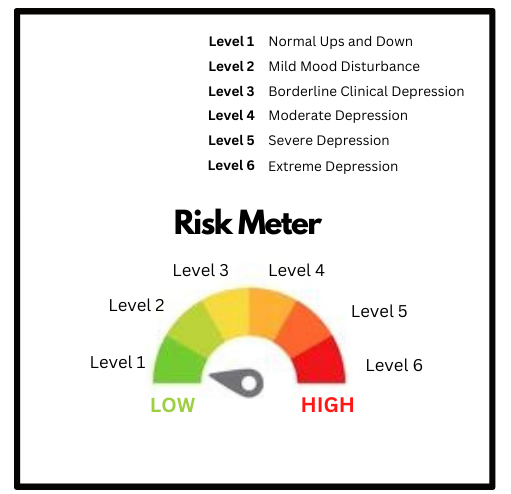 Level 1 Normal Ups and Down
Level 2 Mild Mood Disturbance
Level 3 Borderline Clinical Depression
Level 4 Moderate Depression
Level 5 Severe Depression
Level 6 Extreme Depression
Risk Meter
Level 3 Level 4
Level 2 Level 5
Level 1 Level 6
LOW HIGH